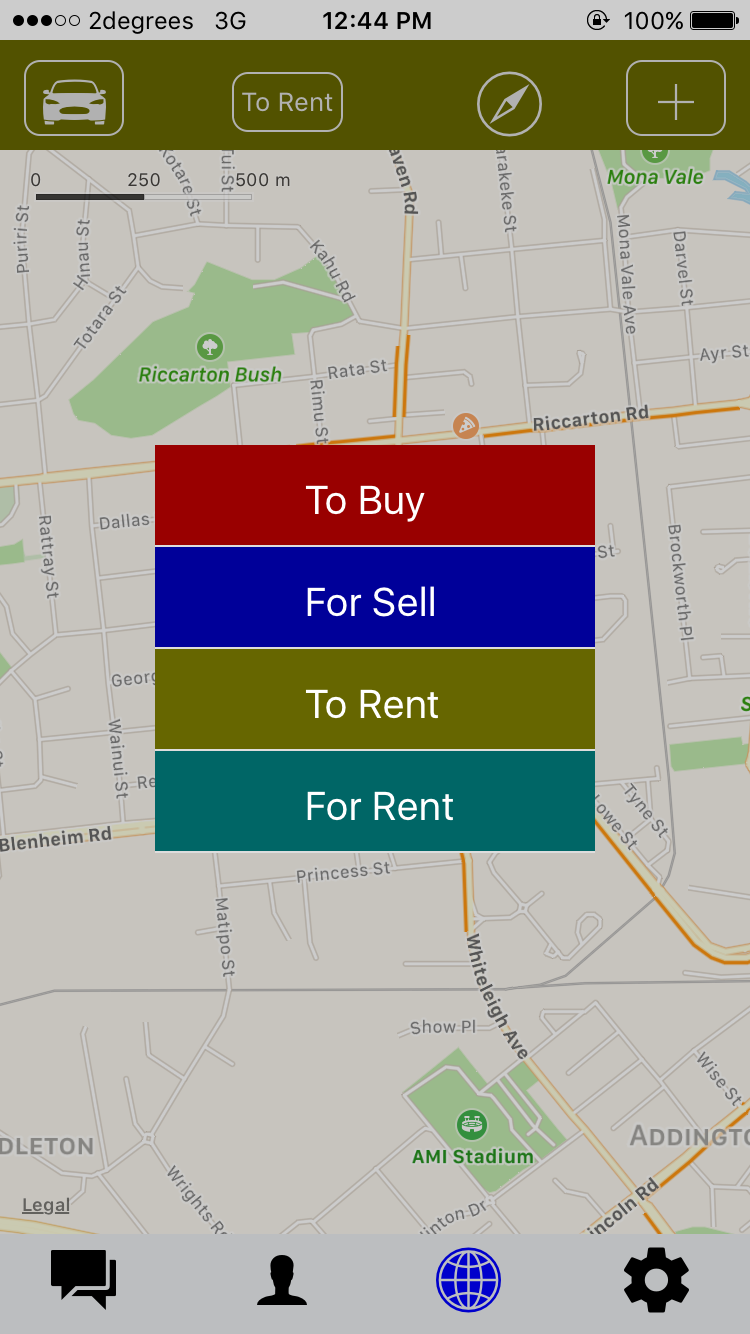 2degrees 3G 12:44 PM 100%
To Rent
0 250 500 m
Kotare St
Tui St
aven Rd
arakeke St
Mona Vale
Puriri St
Hinau St
Kahu Rd
Mona Vale Ave
Darvel St
Totara St
Riccarton Bush
Rata St
Rimu St
Ayr St
Riccarton Rd
To Buy
Dallas
Rattray St
St
Brockworth Pl
For Sell
Georg
To Rent
S
Wainui St
Re
For Rent
Tyne St
Lowe St
Blenheim Rd
Princess St
Matipo St
Whiteleigh Ave
Show Pl
Wise St
DLETON
ADDINGTO
AMI Stadium
Legal
Wrights R
inton Dr
incoln Rd